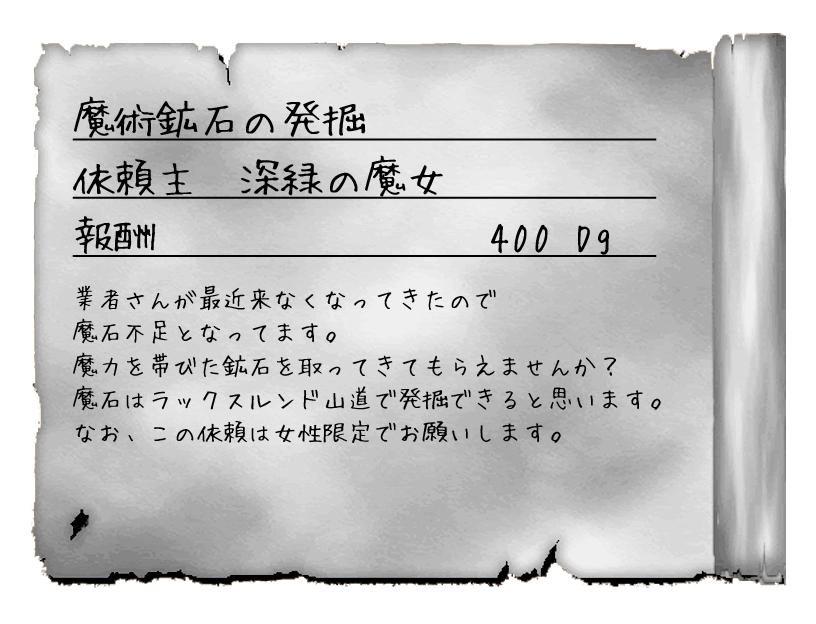 魔術鉱石の発掘
依頼主　深緑の魔女
報酬　400 Dg
業者さんが最近来なくなってきたので
魔石不足となってます。
魔力を帯びた鉱石を取ってきてもらえませんか？
魔石はラックスルンド山道で発掘できると思います。
なお、この依頼は女性限定でお願いします。